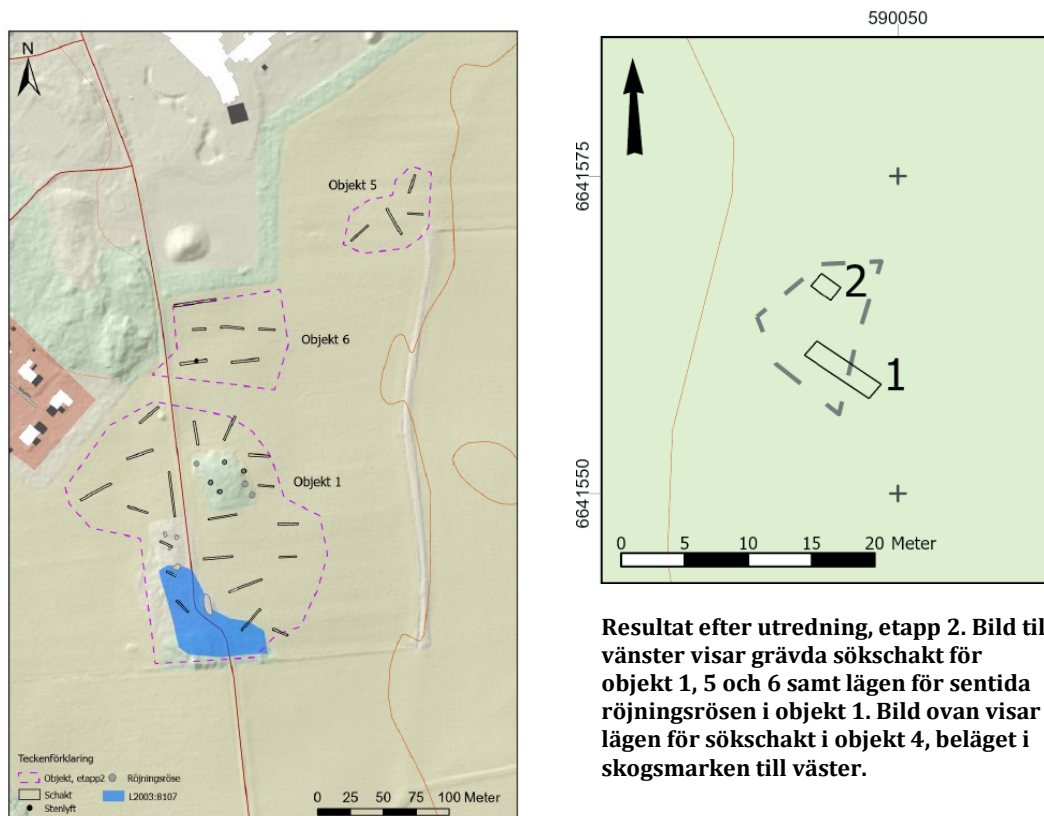 N
Objekt 5
Objekt 6
Objekt 1
Teckenförklaring
Objekt, etapp2
Röjningsröse
Schakt
L2003:8107
Stenlyft
0 25 50 75 100 Meter
590050
6641575
2
1
6641550
0 5 10 15 20 Meter
Resultat efter utredning, etapp 2. Bild til
vänster visar grävda sökschakt för
objekt 1, 5 och 6 samt lägen för sentida
röjningsrösen i objekt 1. Bild ovan visar
lägen för sökschakt i objekt 4, beläget i
skogsmarken till väster.